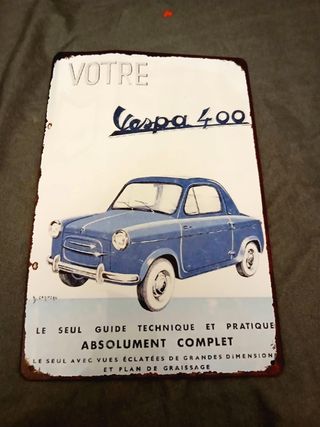 VOTRE
Vespa 400
LE SEUL GUIDE TECHNIQUE ET PRATIQUE
ABSOLUMENT COMPLET
LE SEUL AVEC VUES ÉCLATÉES DE GRANDES DIMENSION
ET PLAN DE GRAISSAGE